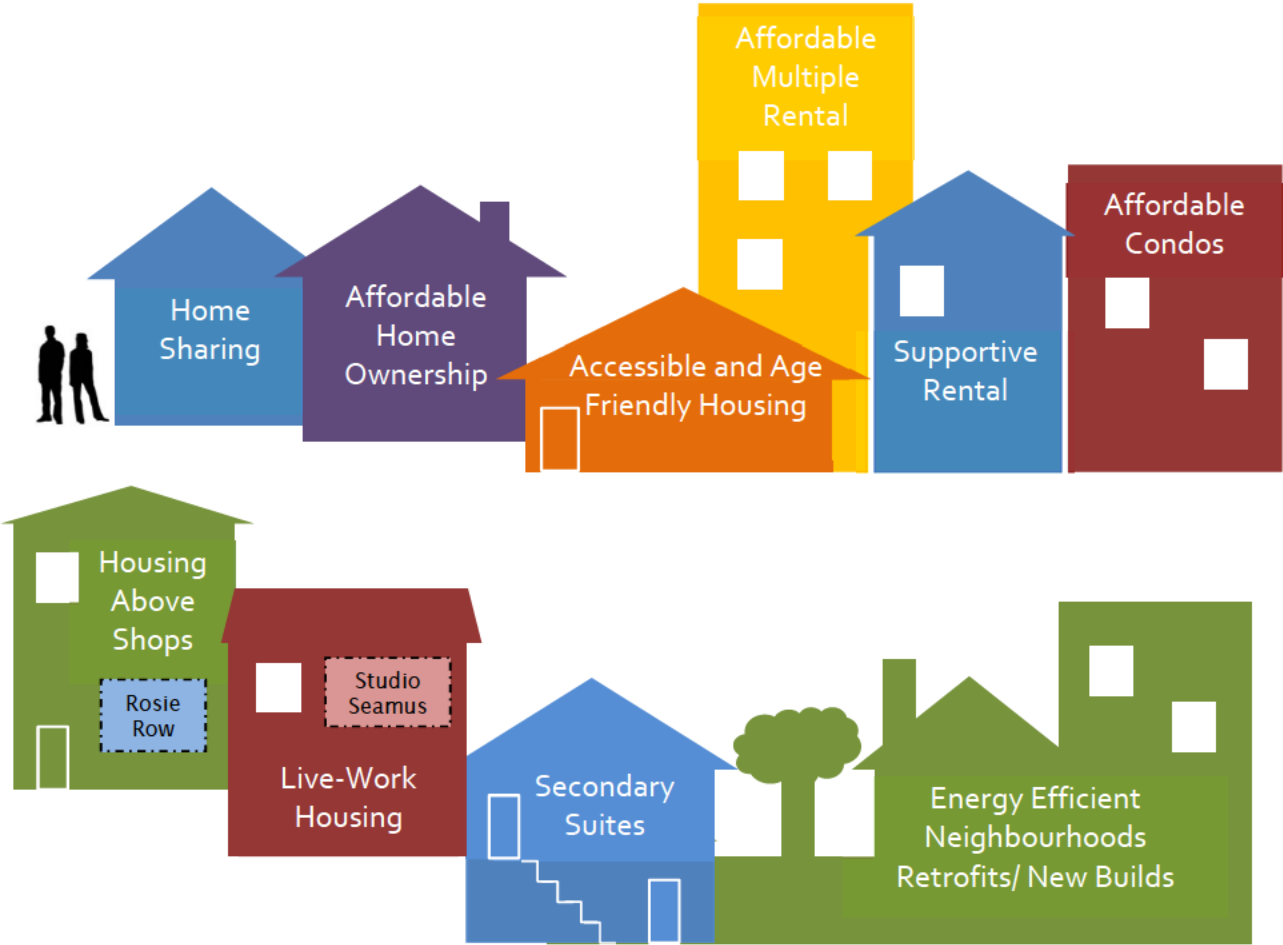 Affordable
Multiple
Rental
Affordable
Condos
Home
Sharing
Affordable
Home
Ownership
Accessible and Age
Friendly Housing
Supportive
Rental
Housing
Above
Shops
Rosie
Row
Studio
Seamus
Live-Work
Housing
Secondary
Suites
Energy Efficient
Neighbourhoods
Retrofits/ New Builds